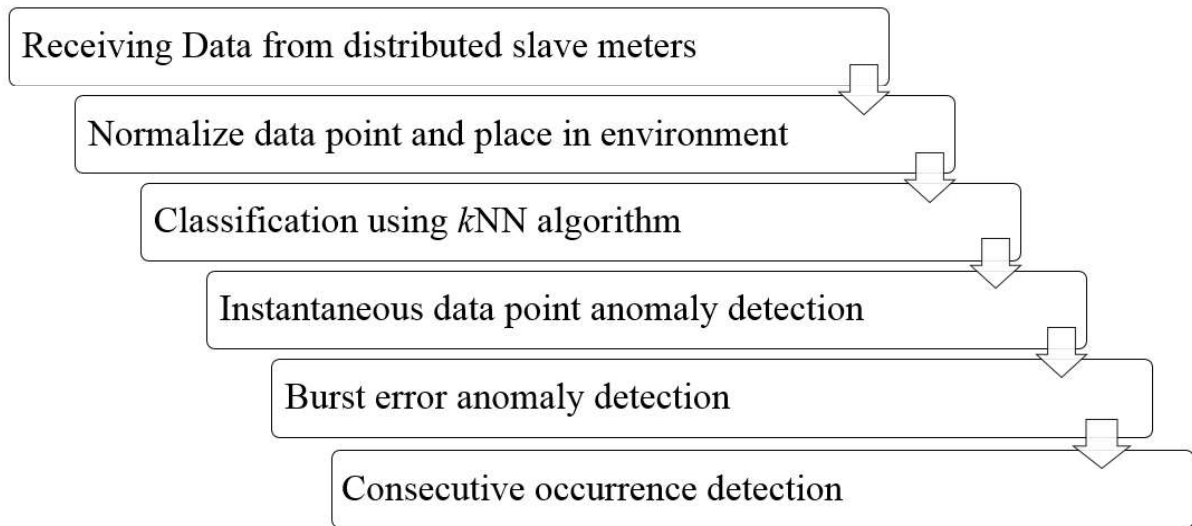 Receiving Data from distributed slave meters
Normalize data point and place in environment
Classification using kNN algorithm
Instantaneous data point anomaly detection
Burst error anomaly detection
Consecutive occurrence detection